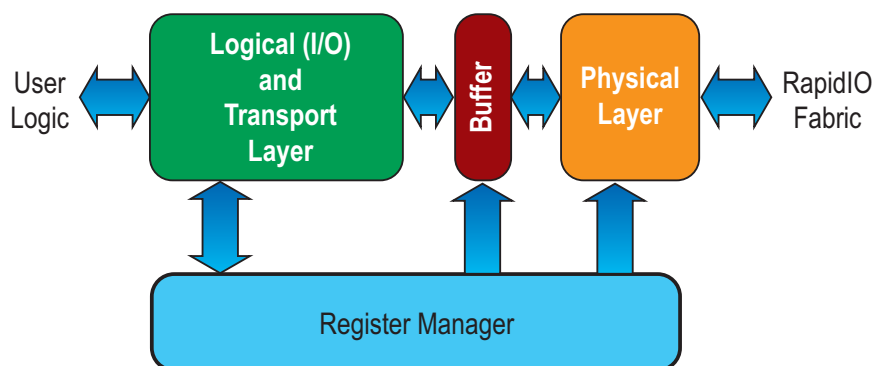 User
Logic
Logical (I/O)
and
Transport
Layer
Buffer
Physical
Layer
RapidIO
Fabric
Register Manager